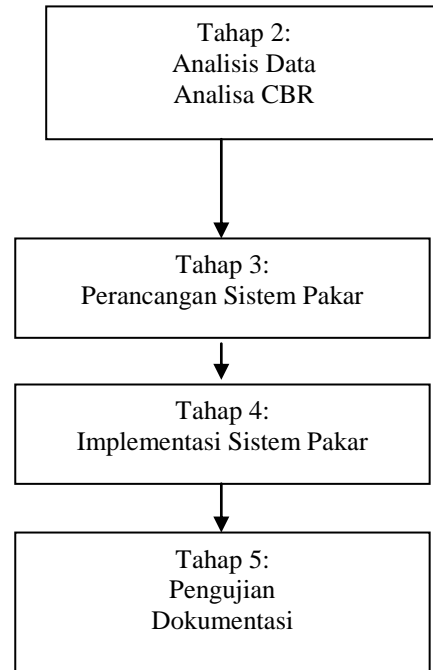 Tahap 2:
Analisis Data
Analisa CBR
Tahap 3:
Perancangan Sistem Pakar
Tahap 4:
Implementasi Sistem Pakar
Tahap 5:
Pengujian
Dokumentasi